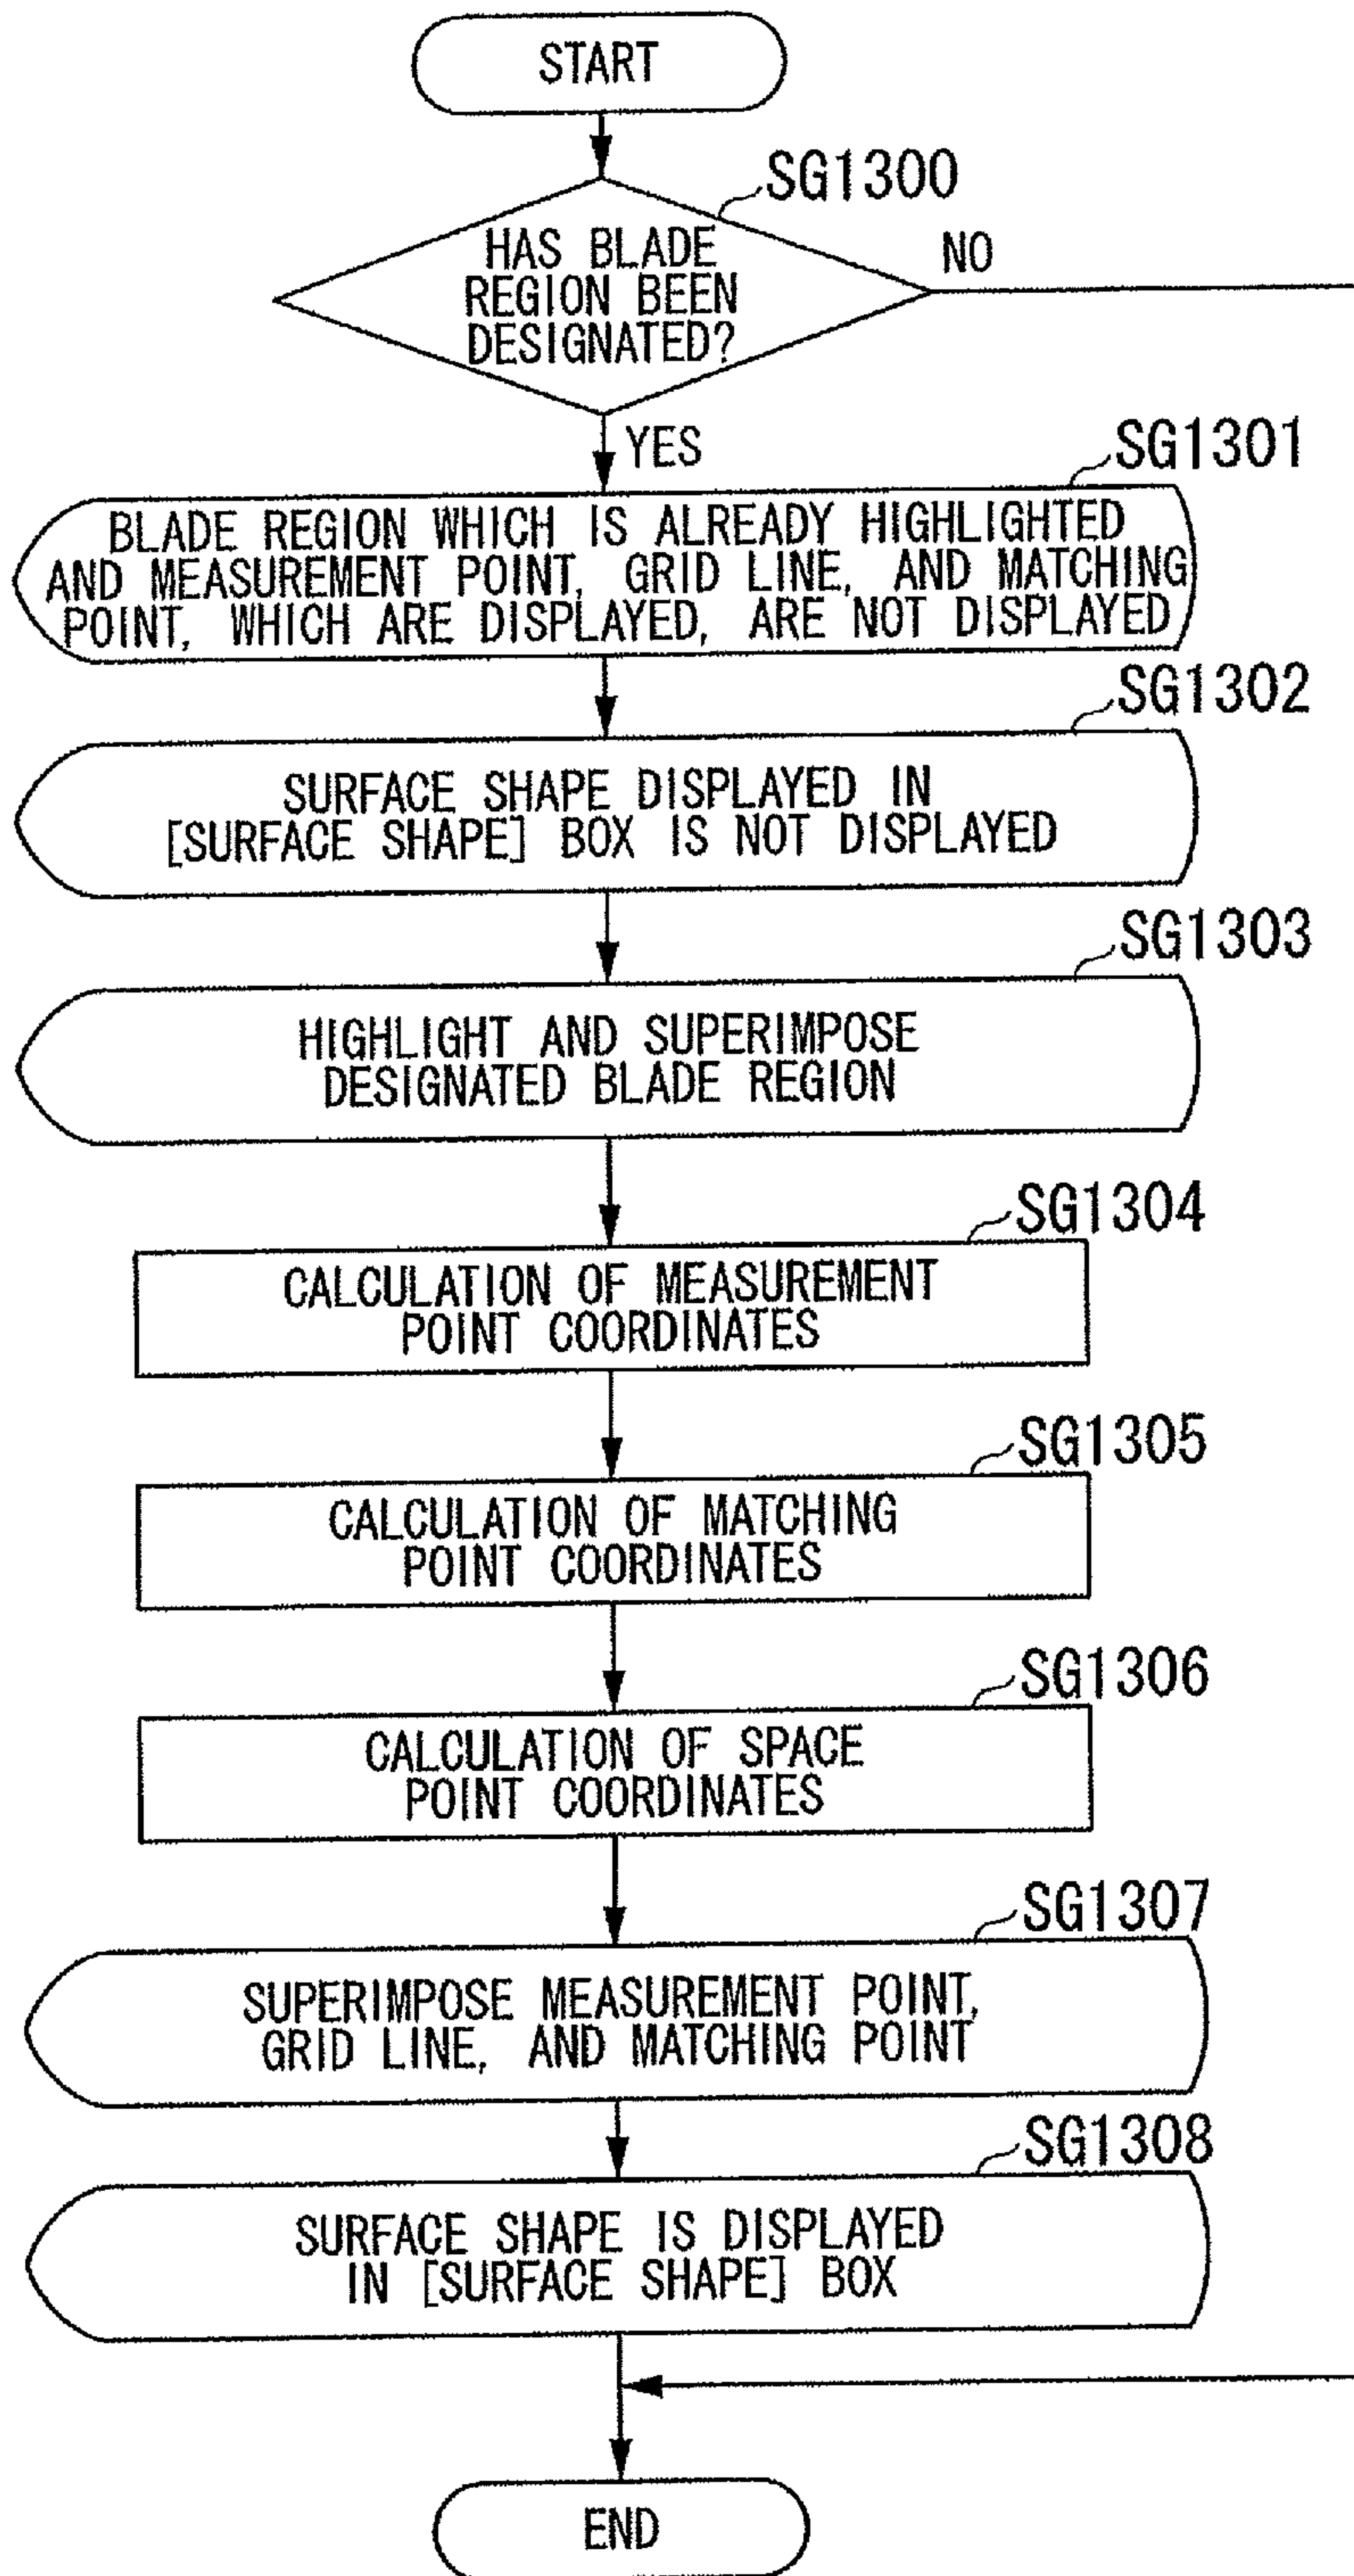 START
SG1300
HAS BLADE
REGION BEEN
DESIGNATED?
NO
YES
SG1301
BLADE REGION WHICH IS ALREADY HIGHLIGHTED
AND MEASUREMENT POINT, GRID LINE, AND MATCHING
POINT, WHICH ARE DISPLAYED, ARE NOT DISPLAYED
SG1302
SURFACE SHAPE DISPLAYED IN
[SURFACE SHAPE] BOX IS NOT DISPLAYED
SG1303
HIGHLIGHT AND SUPERIMPOSE
DESIGNATED BLADE REGION
SG1304
CALCULATION OF MEASUREMENT
POINT COORDINATES
SG1305
CALCULATION OF MATCHING
POINT COORDINATES
SG1306
CALCULATION OF SPACE
POINT COORDINATES
SG1307
SUPERIMPOSE MEASUREMENT POINT,
GRID LINE, AND MATCHING POINT
SG1308
SURFACE SHAPE IS DISPLAYED
IN [SURFACE SHAPE] BOX
END